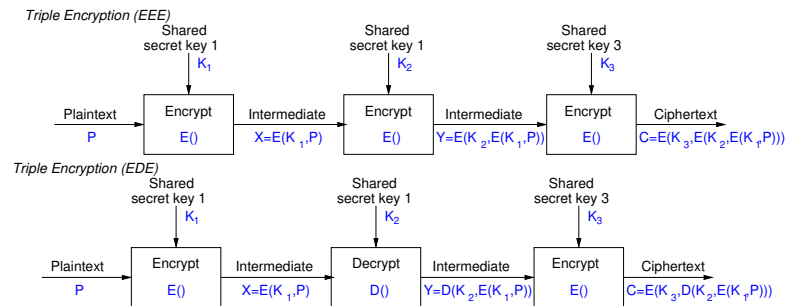 Triple Encryption (EEE)
Shared
secret key 1
K₁
Shared
secret key 1
K₂
Shared
secret key 3
K₃
Plaintext
P
Encrypt
E()
Intermediate
X=E(K₁,P)
Encrypt
E()
Intermediate
Y=E(K₂,E(K₁,P))
Encrypt
E()
Ciphertext
C=E(K₃,E(K₂,E(K₁,P)))
Triple Encryption (EDE)
Shared
secret key 1
K₁
Shared
secret key 1
K₂
Shared
secret key 3
K₃
Plaintext
P
Encrypt
E()
Intermediate
X=E(K₁,P)
Decrypt
D()
Intermediate
Y=D(K₂,E(K₁,P))
Encrypt
E()
Ciphertext
C=E(K₃,D(K₂,E(K₁,P)))